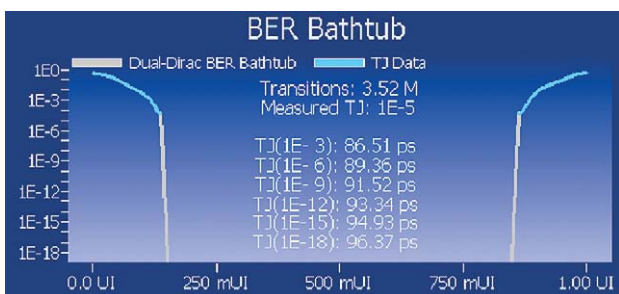 BER Bathtub
Dual-Dirac BER Bathtub TJ Data
Transitions: 3.52 M
Measured TJ: 1E-5
TJ(1E- 3): 86.51 ps
TJ(1E- 6): 89.36 ps
TJ(1E- 9): 91.52 ps
TJ(1E-12): 93.34 ps
TJ(1E-15): 94.93 ps
TJ(1E-18): 96.37 ps
1E0
1E-3
1E-6
1E-9
1E-12
1E-15
1E-18
0.0 UI 250 mUI 500 mUI 750 mUI 1.00 UI